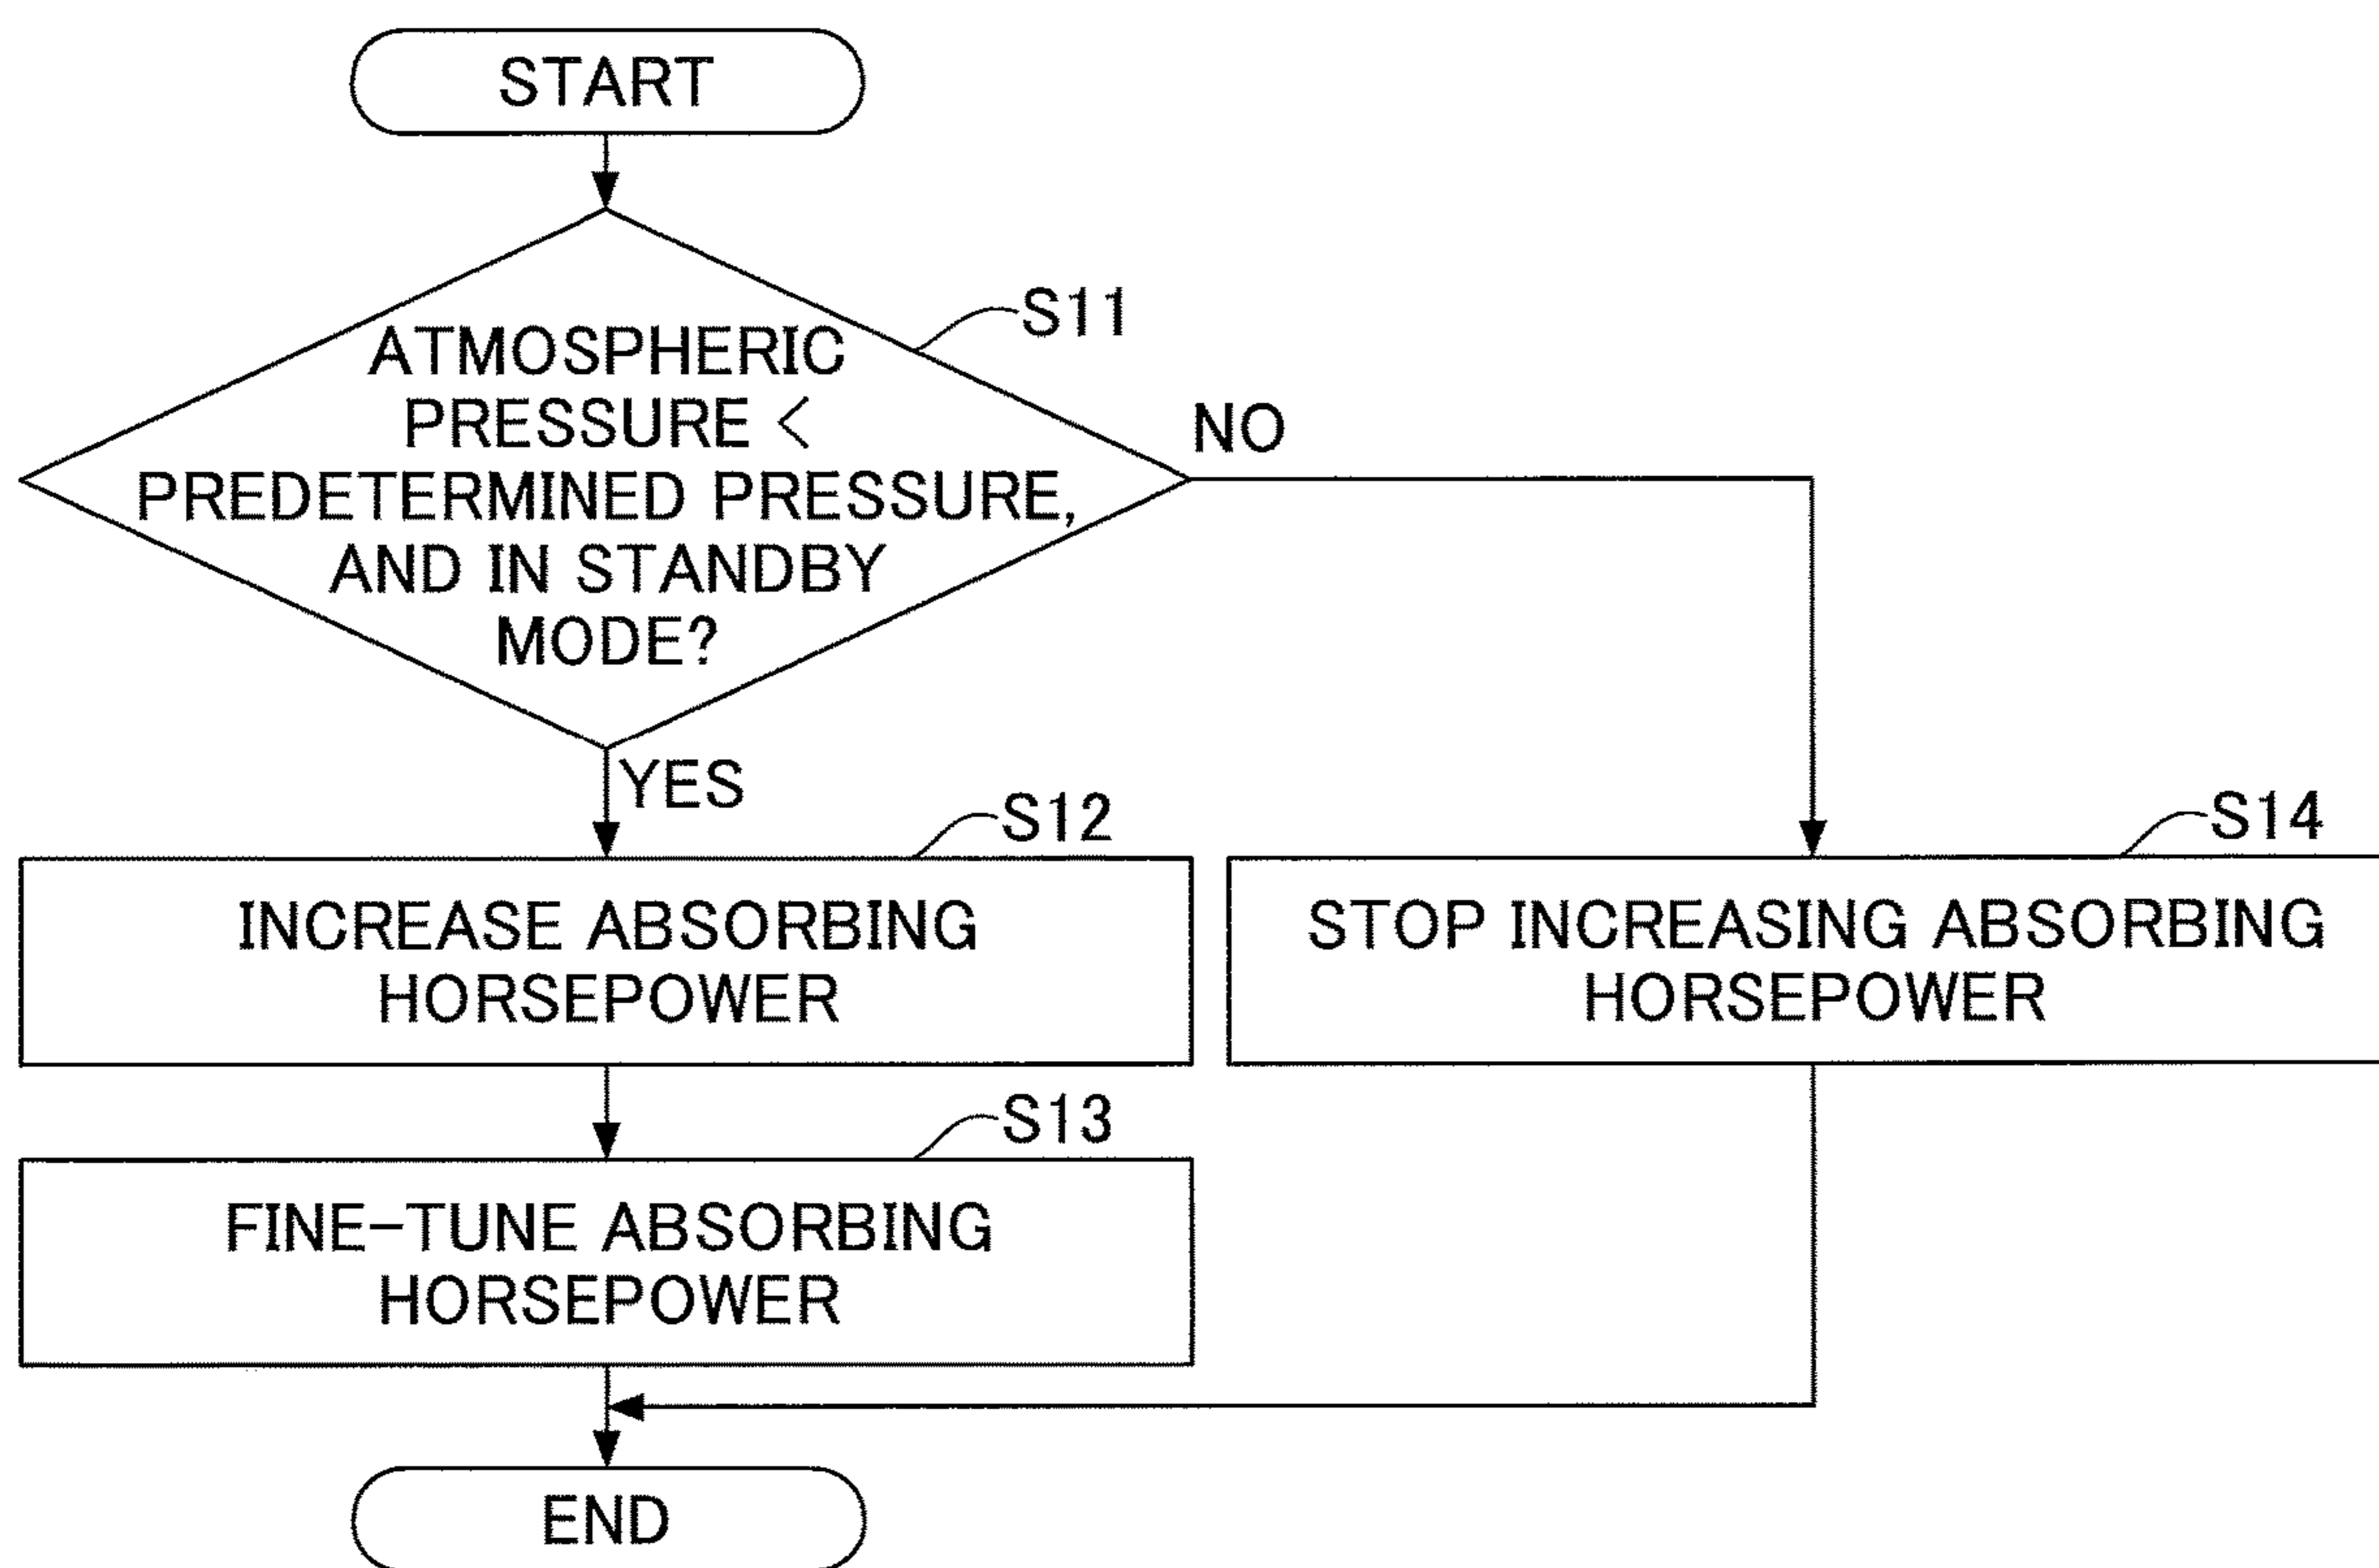 START
S11
ATMOSPHERIC
PRESSURE <
PREDETERMINED PRESSURE,
AND IN STANDBY
MODE?
NO
YES
S12
INCREASE ABSORBING
HORSEPOWER
S14
STOP INCREASING ABSORBING
HORSEPOWER
S13
FINE-TUNE ABSORBING
HORSEPOWER
END